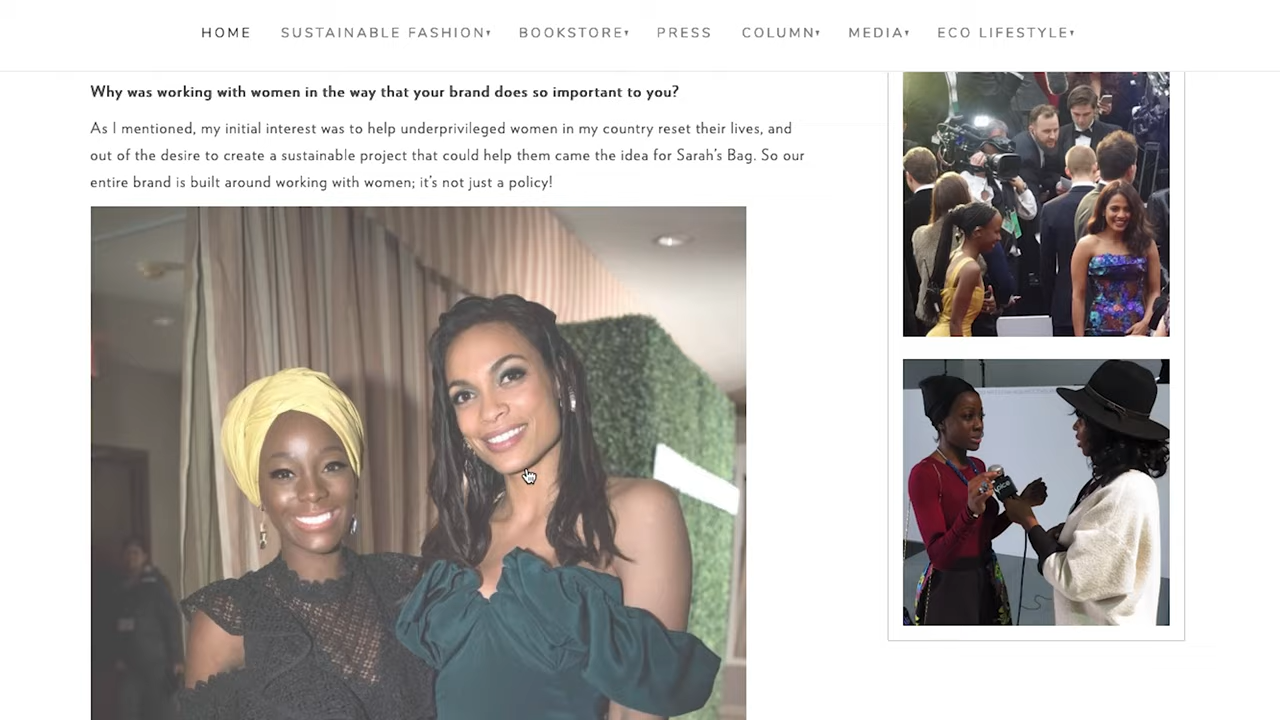 HOME SUSTAINABLE FASHION▾ BOOKSTORE▾ PRESS COLUMN▾ MEDIA▾ ECO LIFESTYLE▾
Why was working with women in the way that your brand does so important to you?
As I mentioned, my initial interest was to help underprivileged women in my country reset their lives, and
out of the desire to create a sustainable project that could help them came the idea for Sarah's Bag. So our
entire brand is built around working with women; it's not just a policy!